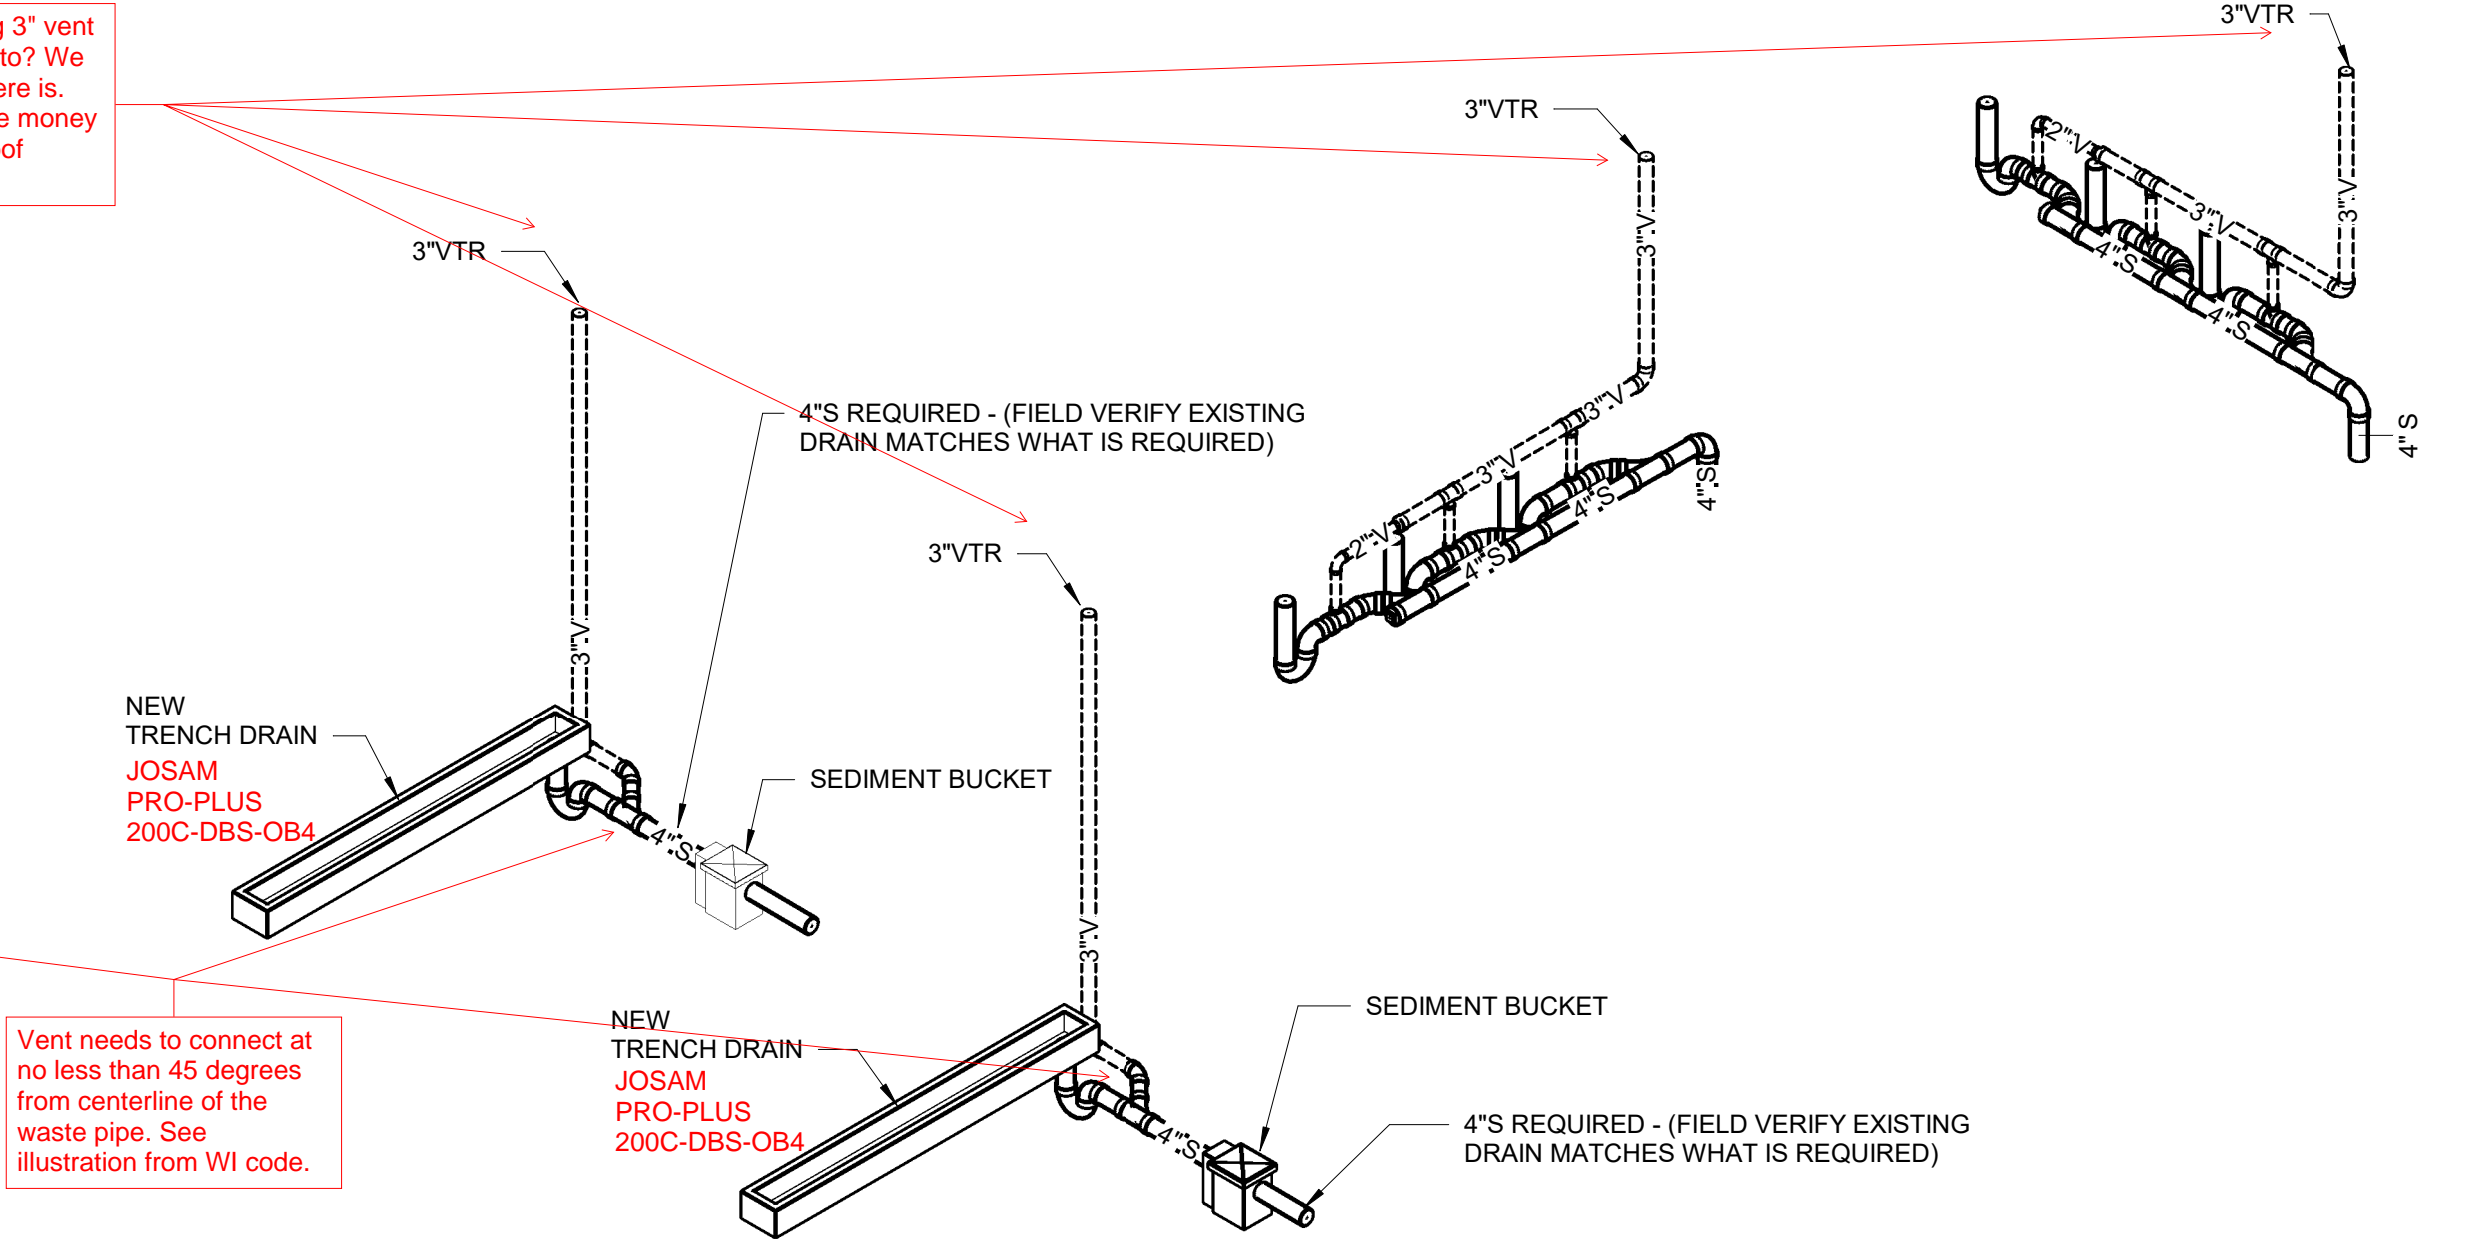 g 3" vent
to? We
ere is.
e money
oof
3"VTR
3"VTR
3"VTR
3"VTR
2".V
3".V
3".V
4".S
4".S
4" S
3".V
3".V
3".V
2".V
4".S
4".S
4".S
4"S REQUIRED - (FIELD VERIFY EXISTING
DRAIN MATCHES WHAT IS REQUIRED)
3".V
NEW
TRENCH DRAIN
JOSAM
PRO-PLUS
200C-DBS-OB4
4".S
SEDIMENT BUCKET
3".V
NEW
TRENCH DRAIN
JOSAM
PRO-PLUS
200C-DBS-OB4
4".S
SEDIMENT BUCKET
4"S REQUIRED - (FIELD VERIFY EXISTING
DRAIN MATCHES WHAT IS REQUIRED)
Vent needs to connect at
no less than 45 degrees
from centerline of the
waste pipe. See
illustration from WI code.